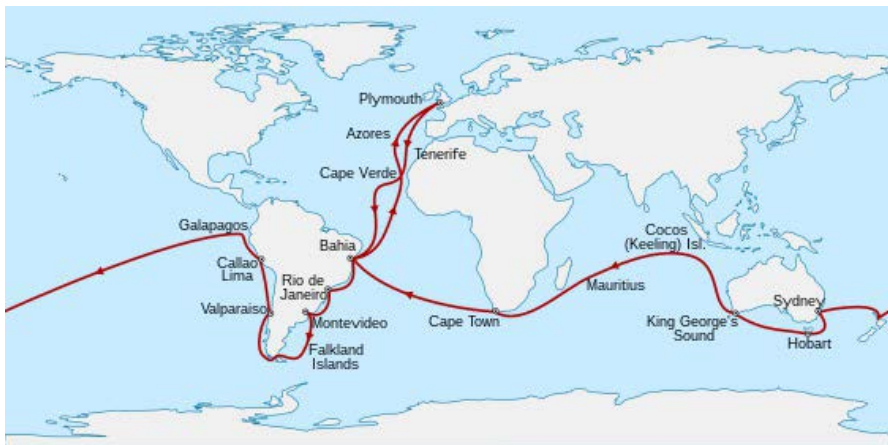 Plymouth
Azores
Tenerife
Cape Verde
Galapagos
Bahia
Cocos
(Keeling) Isl.
Callao
Lima
Rio de
Janeiro
Mauritius
Valparaiso
Montevideo
Cape Town
Sydney
King George's
Sound
Hobart
Falkland
Islands